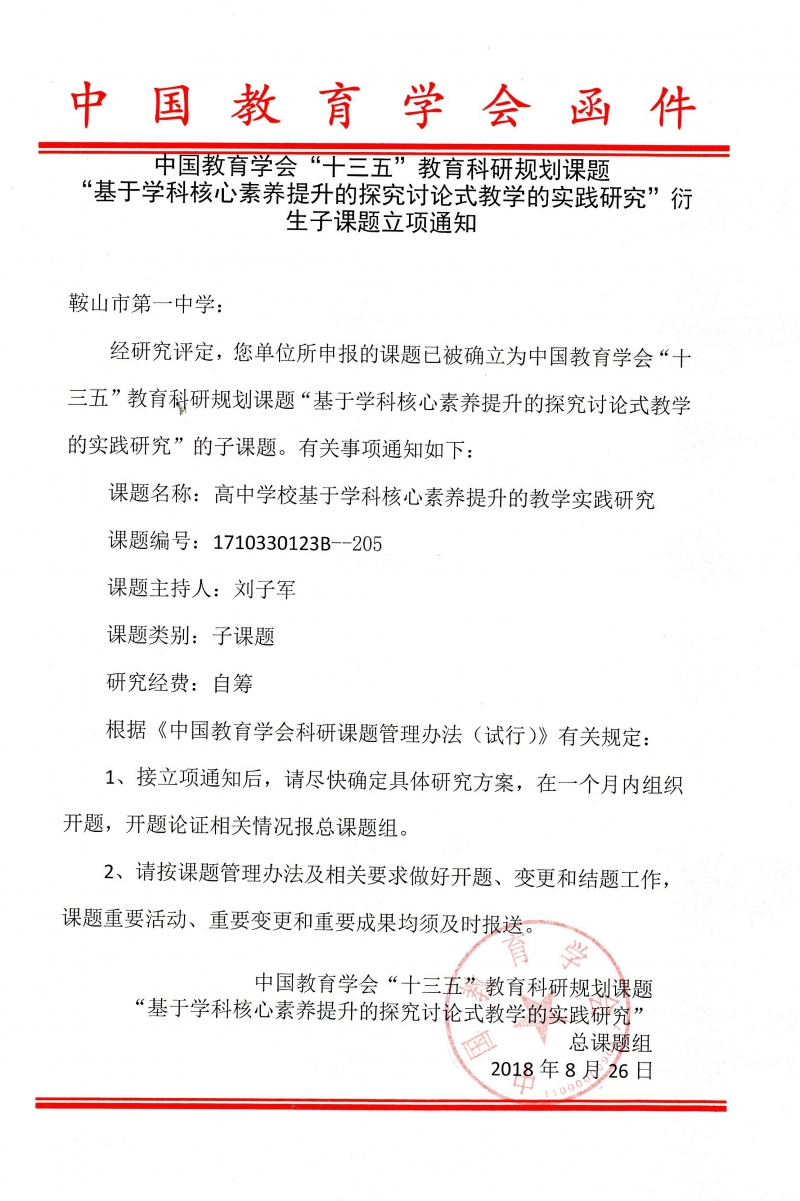 中国教育学会函件
中国教育学会“十三五”教育科研规划课题
“基于学科核心素养提升的探究讨论式教学的实践研究”衍
生子课题立项通知
鞍山市第一中学：
经研究评定，您单位所申报的课题已被确立为中国教育学会“十
三五”教育科研规划课题“基于学科核心素养提升的探究讨论式教学
的实践研究”的子课题。有关事项通知如下：
课题名称：高中学校基于学科核心素养提升的教学实践研究
课题编号：1710330123B--205
课题主持人：刘子军
课题类别：子课题
研究经费：自筹
根据《中国教育学会科研课题管理办法（试行）》有关规定：
1、接立项通知后，请尽快确定具体研究方案，在一个月内组织
开题，开题论证相关情况报总课题组。
2、请按课题管理办法及相关要求做好开题、变更和结题工作，
课题重要活动、重要变更和重要成果均须及时报送。
中国教育学会“十三五”教育科研规划课题
“基于学科核心素养提升的探究讨论式教学的实践研究”
总课题组
2018 年 8 月 26 日
中国教育学会